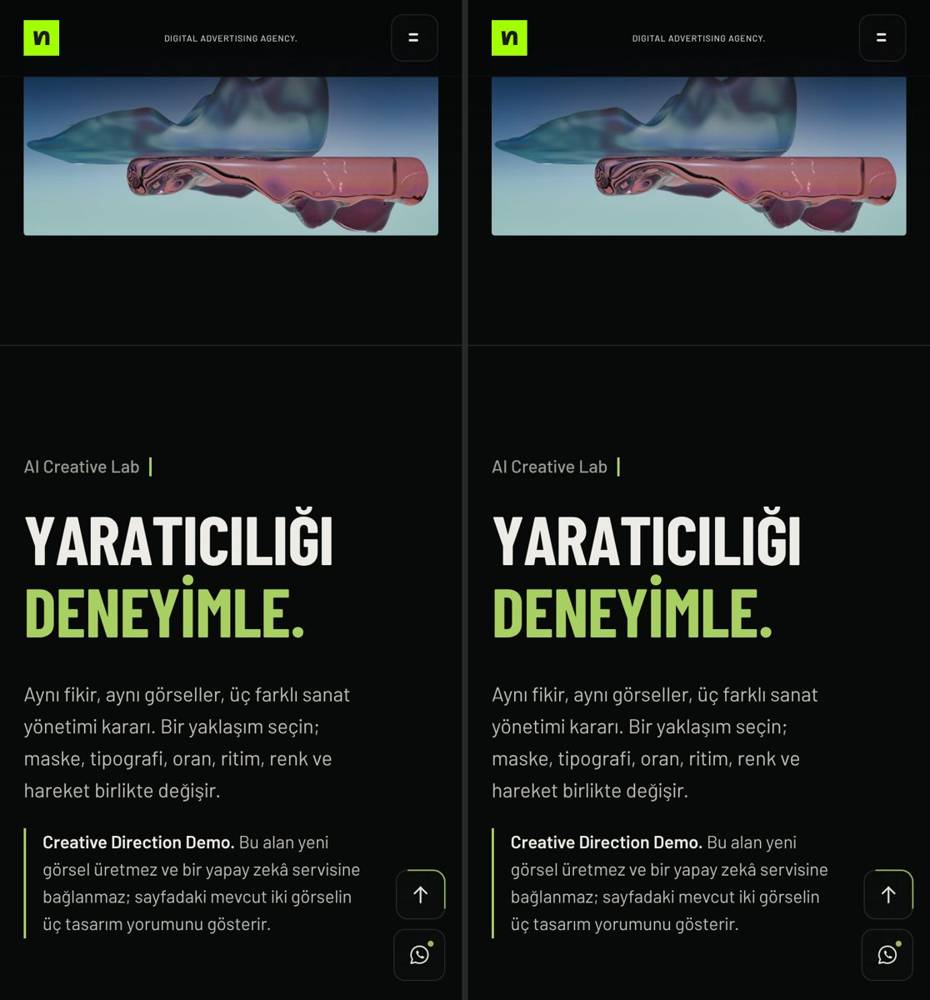 n
DIGITAL ADVERTISING AGENCY.
AI Creative Lab
YARATICILIĞI
DENEYİMLE.
Aynı fikir, aynı görseller, üç farklı sanat
yönetimi kararı. Bir yaklaşım seçin;
maske, tipografi, oran, ritim, renk ve
hareket birlikte değişir.
Creative Direction Demo. Bu alan yeni
görsel üretmez ve bir yapay zekâ servisine
bağlanmaz; sayfadaki mevcut iki görselin
üç tasarım yorumunu gösterir.
n
DIGITAL ADVERTISING AGENCY.
AI Creative Lab
YARATICILIĞI
DENEYİMLE.
Aynı fikir, aynı görseller, üç farklı sanat
yönetimi kararı. Bir yaklaşım seçin;
maske, tipografi, oran, ritim, renk ve
hareket birlikte değişir.
Creative Direction Demo. Bu alan yeni
görsel üretmez ve bir yapay zekâ servisine
bağlanmaz; sayfadaki mevcut iki görselin
üç tasarım yorumunu gösterir.